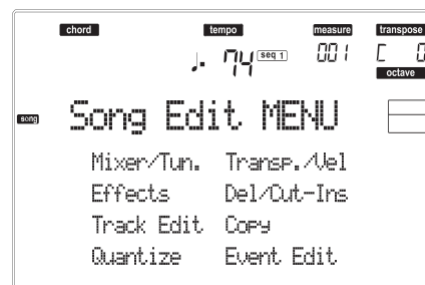 chord tempo measure transpose
♩. 74 seq 1 001 C 0
octave
song Song Edit MENU
Mixer/Tun. Transp./Vel
Effects Del/Cut-Ins
Track Edit Copy
Quantize Event Edit